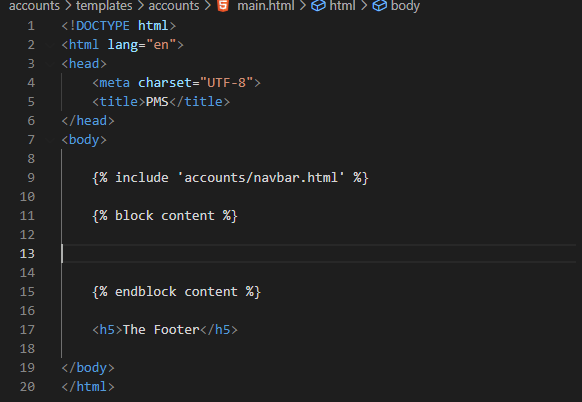 accounts > templates > accounts > main.html > html > body
1 <!DOCTYPE html>
2 <html lang="en">
3 <head>
4     <meta charset="UTF-8">
5     <title>PMS</title>
6 </head>
7 <body>
8
9     {% include 'accounts/navbar.html' %}
10
11     {% block content %}
12
13
14
15     {% endblock content %}
16
17     <h5>The Footer</h5>
18
19 </body>
20 </html>